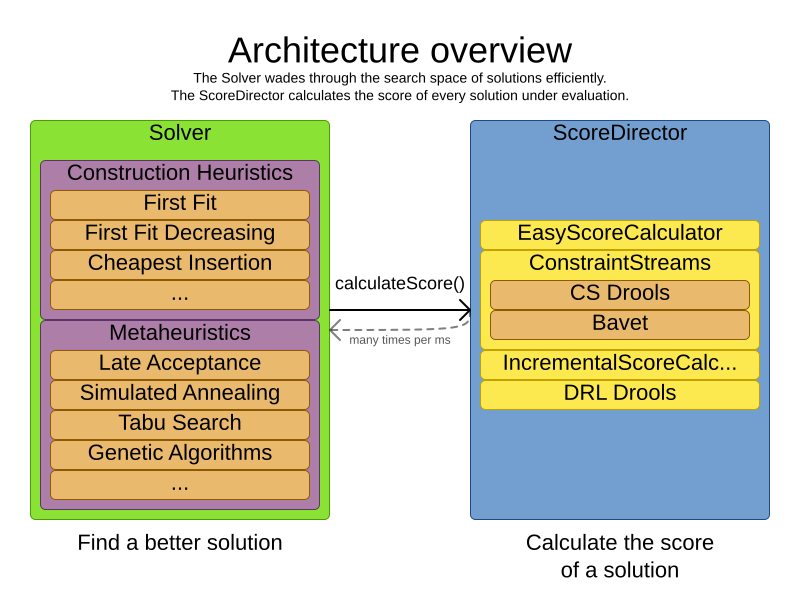 Architecture overview
The Solver wades through the search space of solutions efficiently.
The ScoreDirector calculates the score of every solution under evaluation.
Solver
Construction Heuristics
First Fit
First Fit Decreasing
Cheapest Insertion
...
Metaheuristics
Late Acceptance
Simulated Annealing
Tabu Search
Genetic Algorithms
...
Find a better solution
calculateScore()
many times per ms
ScoreDirector
EasyScoreCalculator
ConstraintStreams
CS Drools
Bavet
IncrementalScoreCalc...
DRL Drools
Calculate the score
of a solution